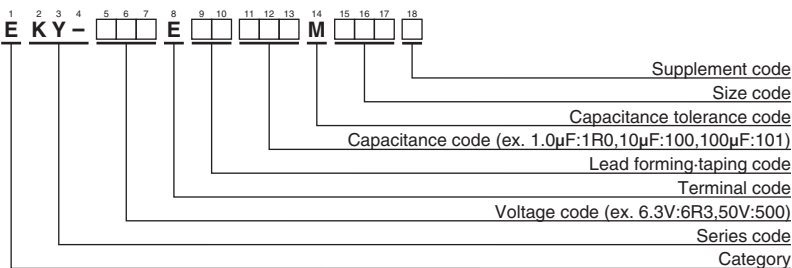 1 2 3 4 5 6 7 8 9 10 11 12 13 14 15 16 17 18
E KY– E M
Supplement code
Size code
Capacitance tolerance code
Capacitance code (ex. 1.0µF:1R0,10µF:100,100µF:101)
Lead forming·taping code
Terminal code
Voltage code (ex. 6.3V:6R3,50V:500)
Series code
Category